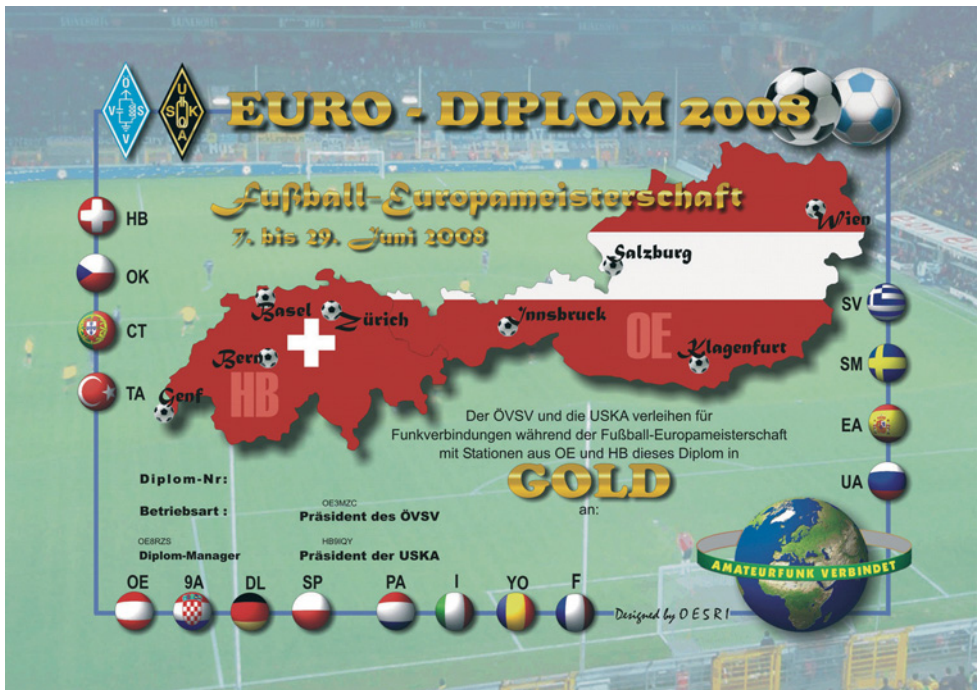 Ö
V S
V
U
S K
A
EURO - DIPLOM 2008
Fußball-Europameisterschaft
7. bis 29. Juni 2008
HB
OK
CT
TA
Wien
Salzburg
Basel
Zürich
Innsbruck
Bern
Klagenfurt
Genf
HB
OE
SV
SM
EA
UA
Der ÖVSV und die USKA verleihen für
Funkverbindungen während der Fußball-Europameisterschaft
mit Stationen aus OE und HB dieses Diplom in
GOLD
an:
Diplom-Nr:
Betriebsart :
OE3MZC
Präsident des ÖVSV
OE8RZS
Diplom-Manager
HB9IQY
Präsident der USKA
AMATEURFUNK VERBINDET
OE 9A DL SP PA I YO F
Designed by OE5RI